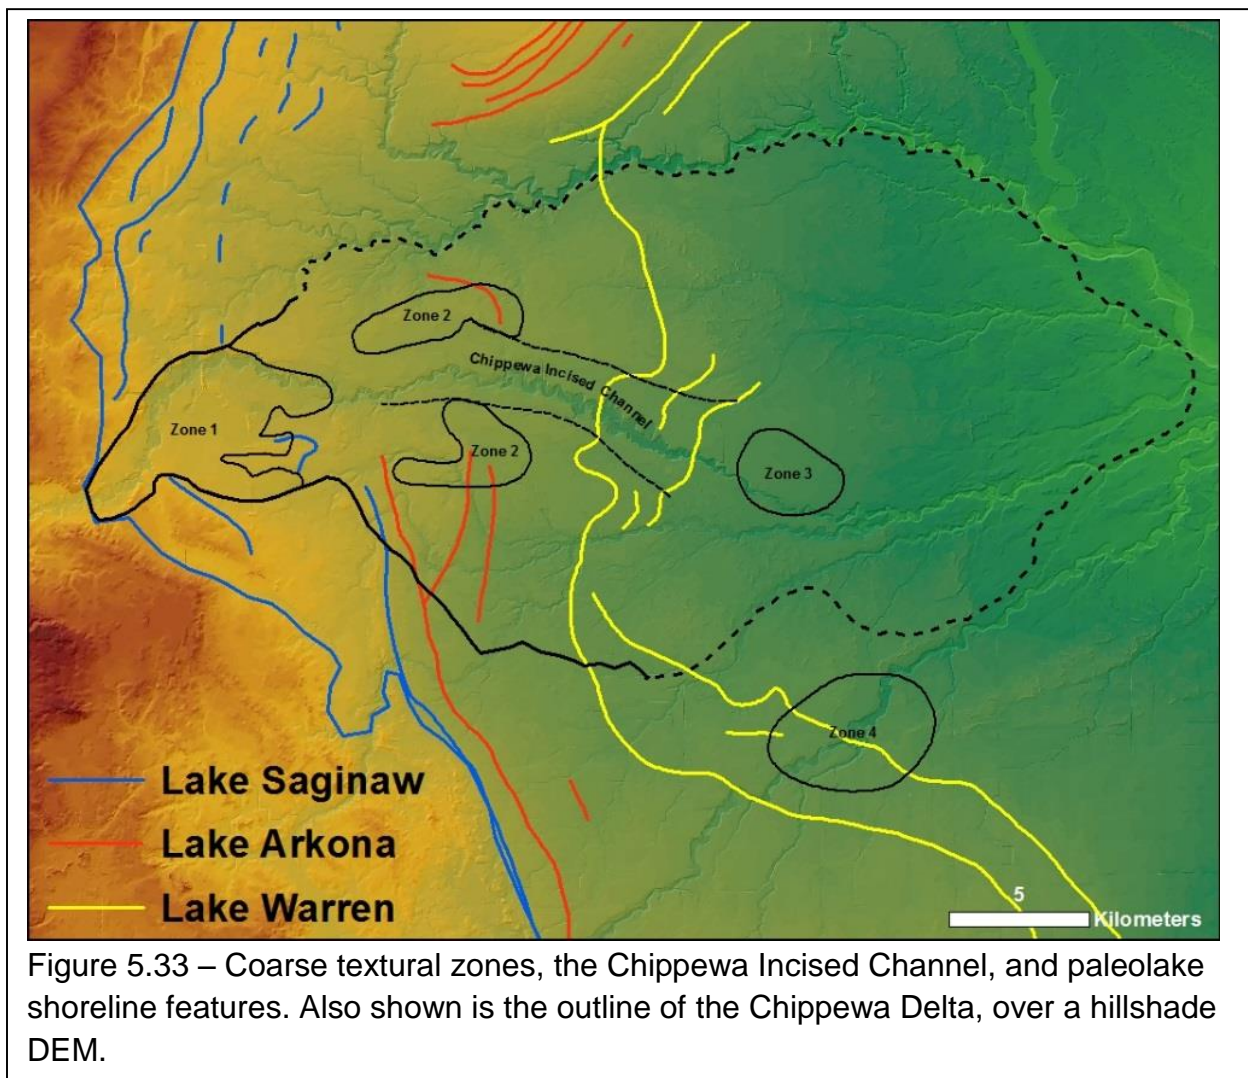 Zone 2
Chippewa Incised Channel
Zone 1
Zone 2
Zone 3
Zone 4
Lake Saginaw
Lake Arkona
Lake Warren
5
Kilometers
Figure 5.33 – Coarse textural zones, the Chippewa Incised Channel, and paleolake
shoreline features. Also shown is the outline of the Chippewa Delta, over a hillshade
DEM.